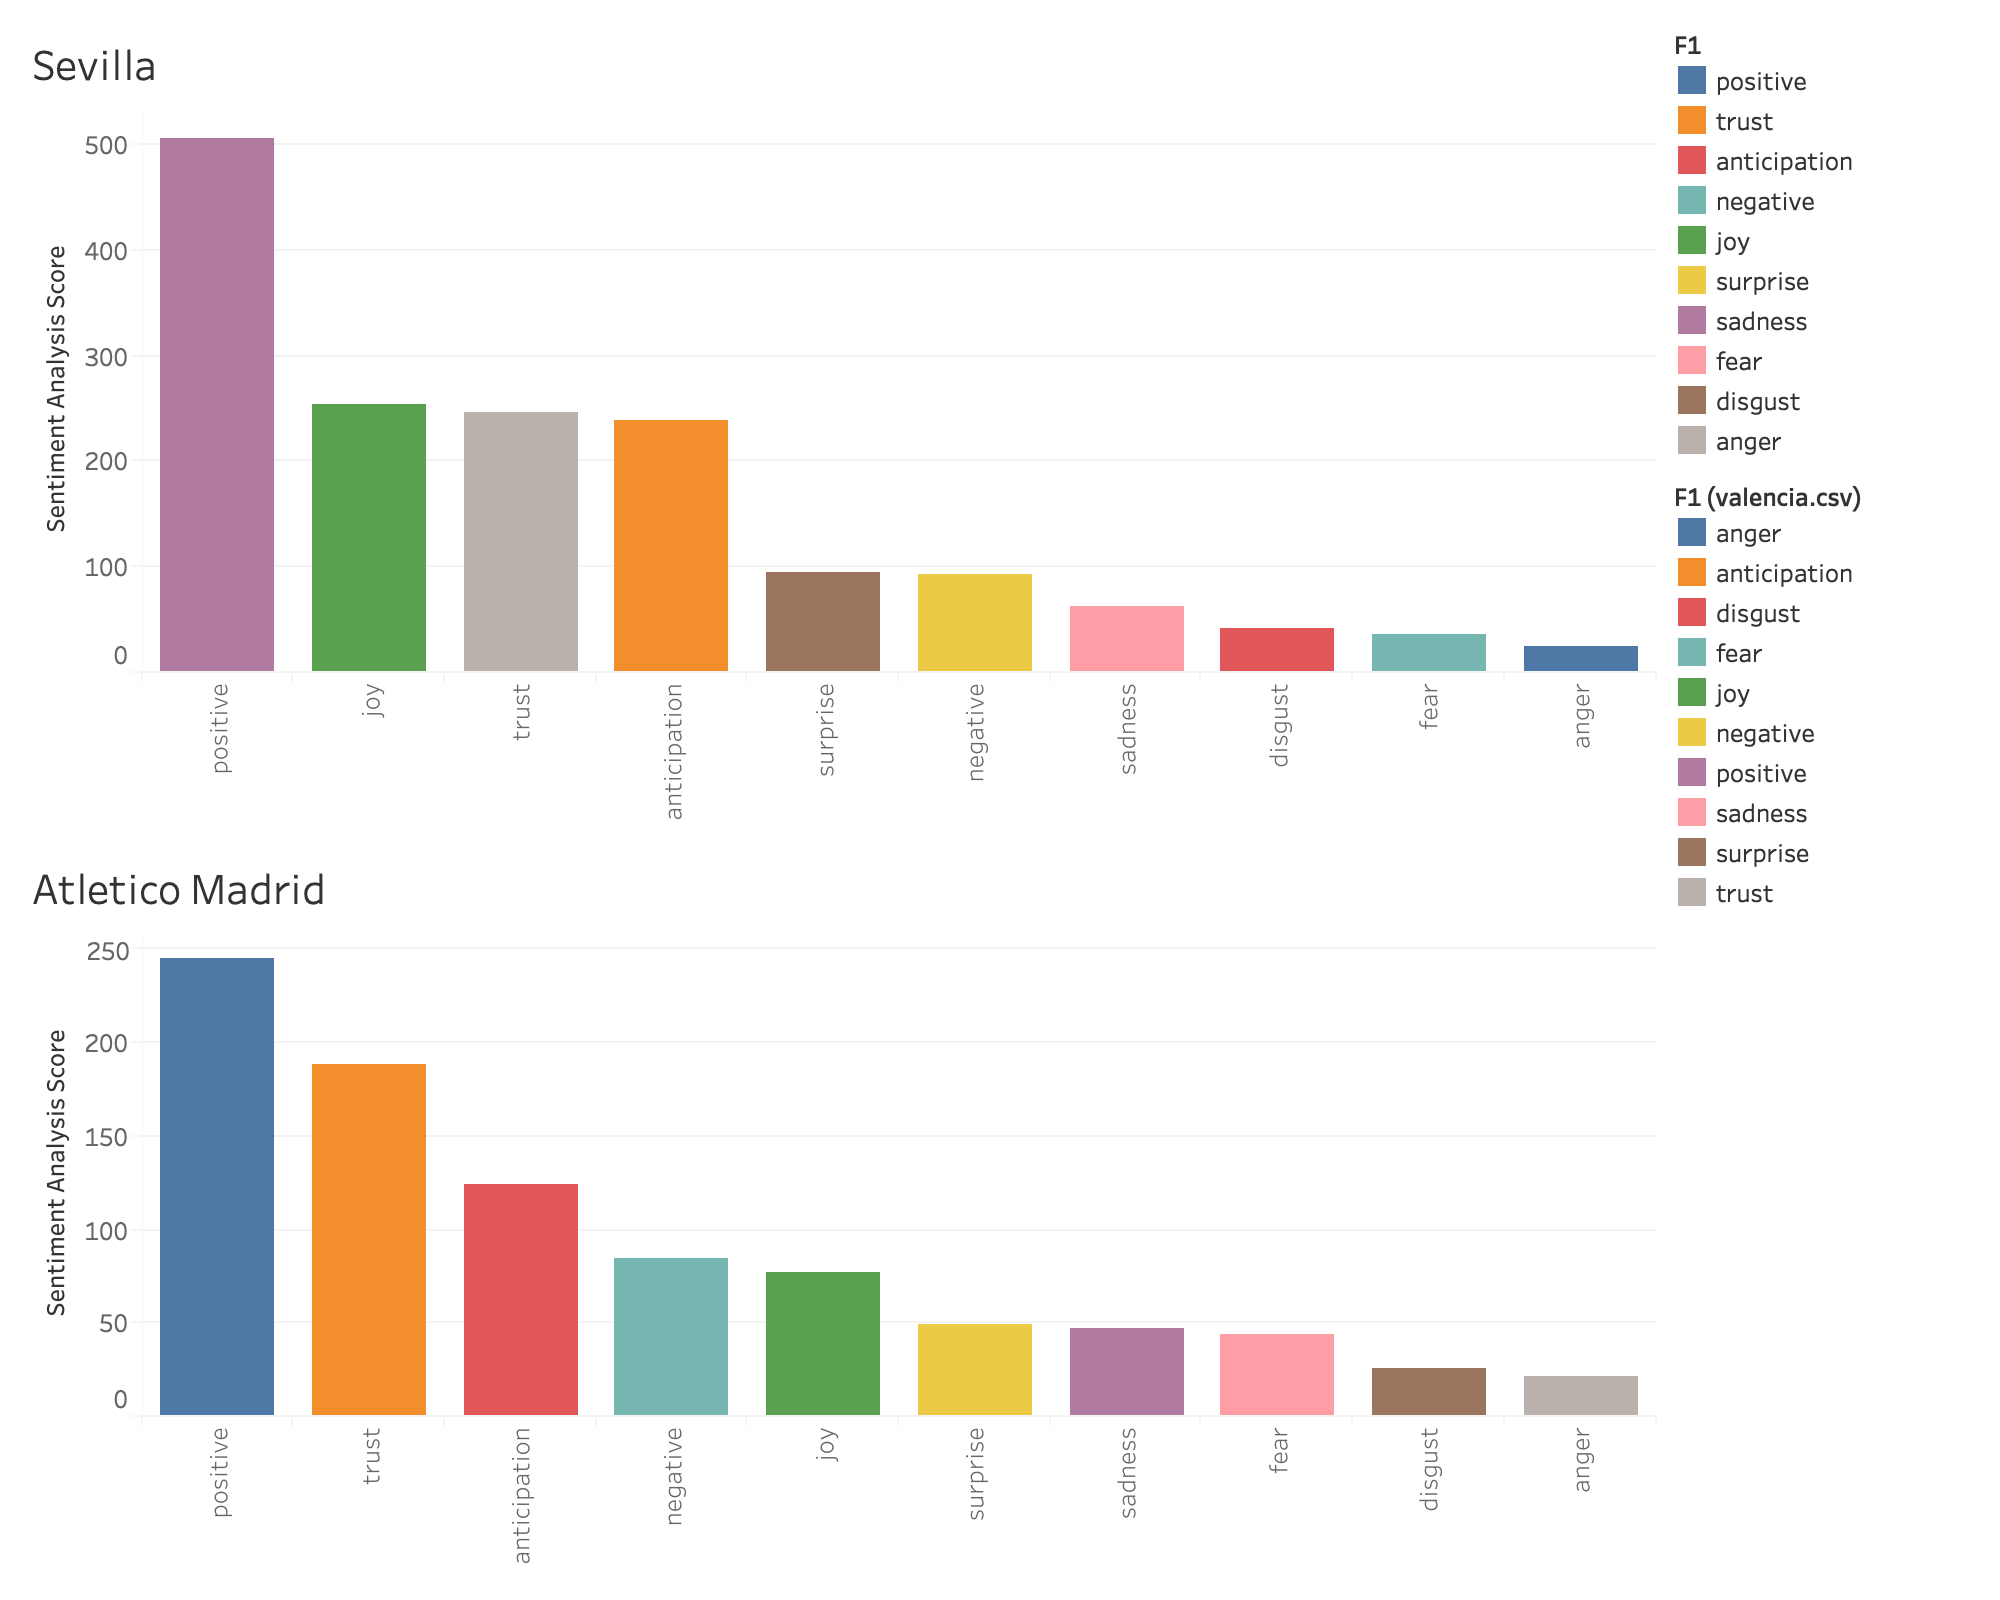 Sevilla
Sentiment Analysis Score
500
400
300
200
100
0
positive
joy
trust
anticipation
surprise
negative
sadness
disgust
fear
anger
Atletico Madrid
Sentiment Analysis Score
250
200
150
100
50
0
positive
trust
anticipation
negative
joy
surprise
sadness
fear
disgust
anger
F1
positive
trust
anticipation
negative
joy
surprise
sadness
fear
disgust
anger
F1 (valencia.csv)
anger
anticipation
disgust
fear
joy
negative
positive
sadness
surprise
trust